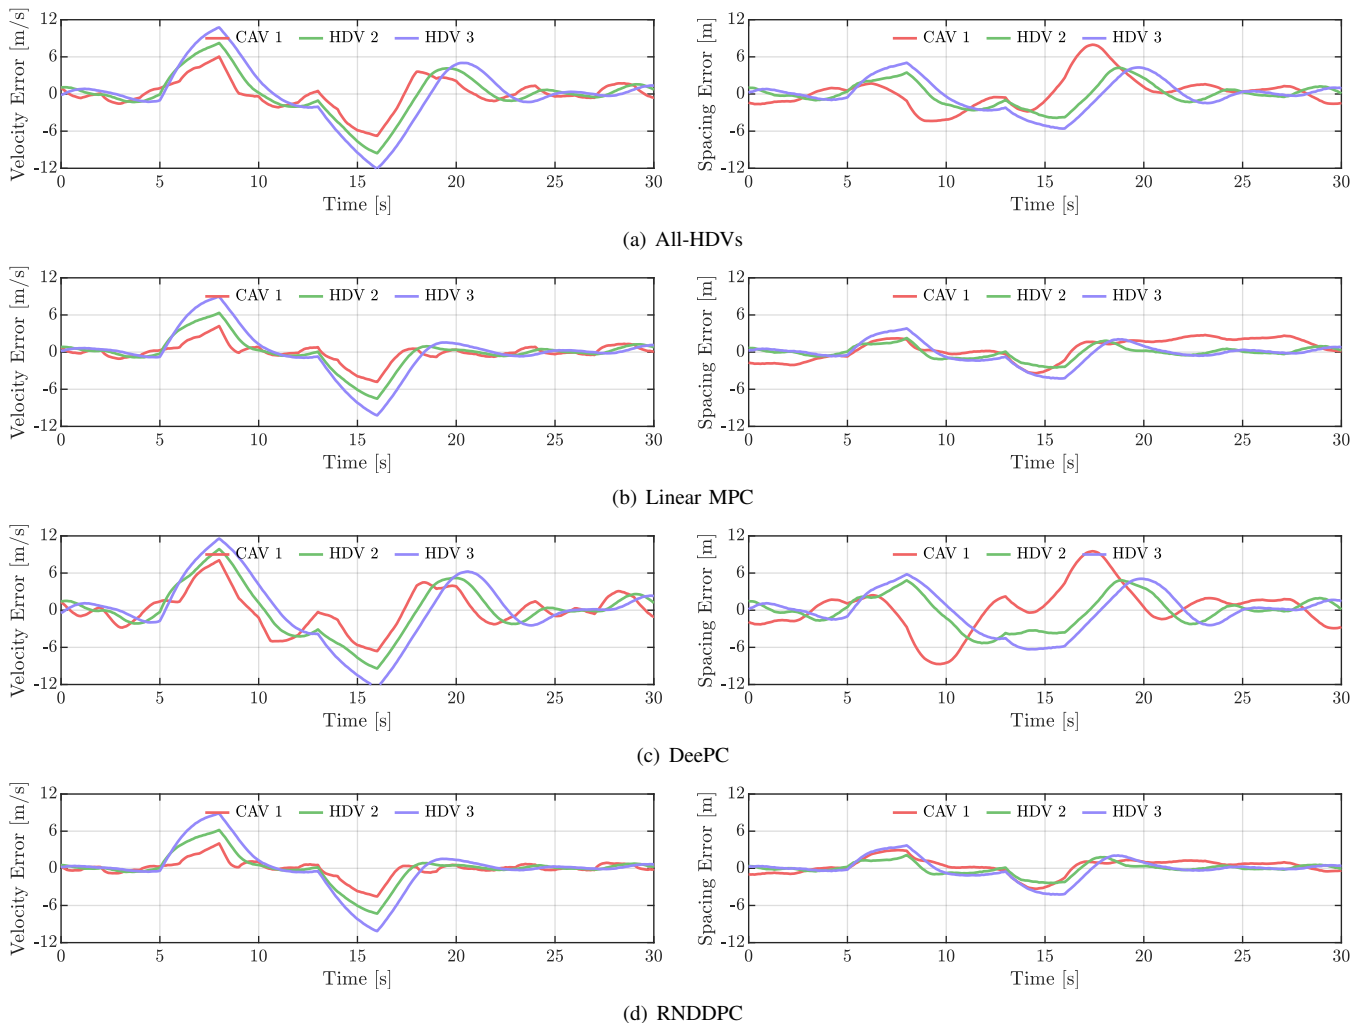 Velocity Error [m/s]
12
6
0
-6
-12
CAV 1 HDV 2 HDV 3
0 5 10 15 20 25 30
Time [s]
Spacing Error [m]
12
6
0
-6
-12
CAV 1 HDV 2 HDV 3
0 5 10 15 20 25 30
Time [s]
(a) All-HDVs
Velocity Error [m/s]
12
6
0
-6
-12
CAV 1 HDV 2 HDV 3
0 5 10 15 20 25 30
Time [s]
Spacing Error [m]
12
6
0
-6
-12
CAV 1 HDV 2 HDV 3
0 5 10 15 20 25 30
Time [s]
(b) Linear MPC
Velocity Error [m/s]
12
6
0
-6
-12
CAV 1 HDV 2 HDV 3
0 5 10 15 20 25 30
Time [s]
Spacing Error [m]
12
6
0
-6
-12
CAV 1 HDV 2 HDV 3
0 5 10 15 20 25 30
Time [s]
(c) DeePC
Velocity Error [m/s]
12
6
0
-6
-12
CAV 1 HDV 2 HDV 3
0 5 10 15 20 25 30
Time [s]
Spacing Error [m]
12
6
0
-6
-12
CAV 1 HDV 2 HDV 3
0 5 10 15 20 25 30
Time [s]
(d) RNDDPC